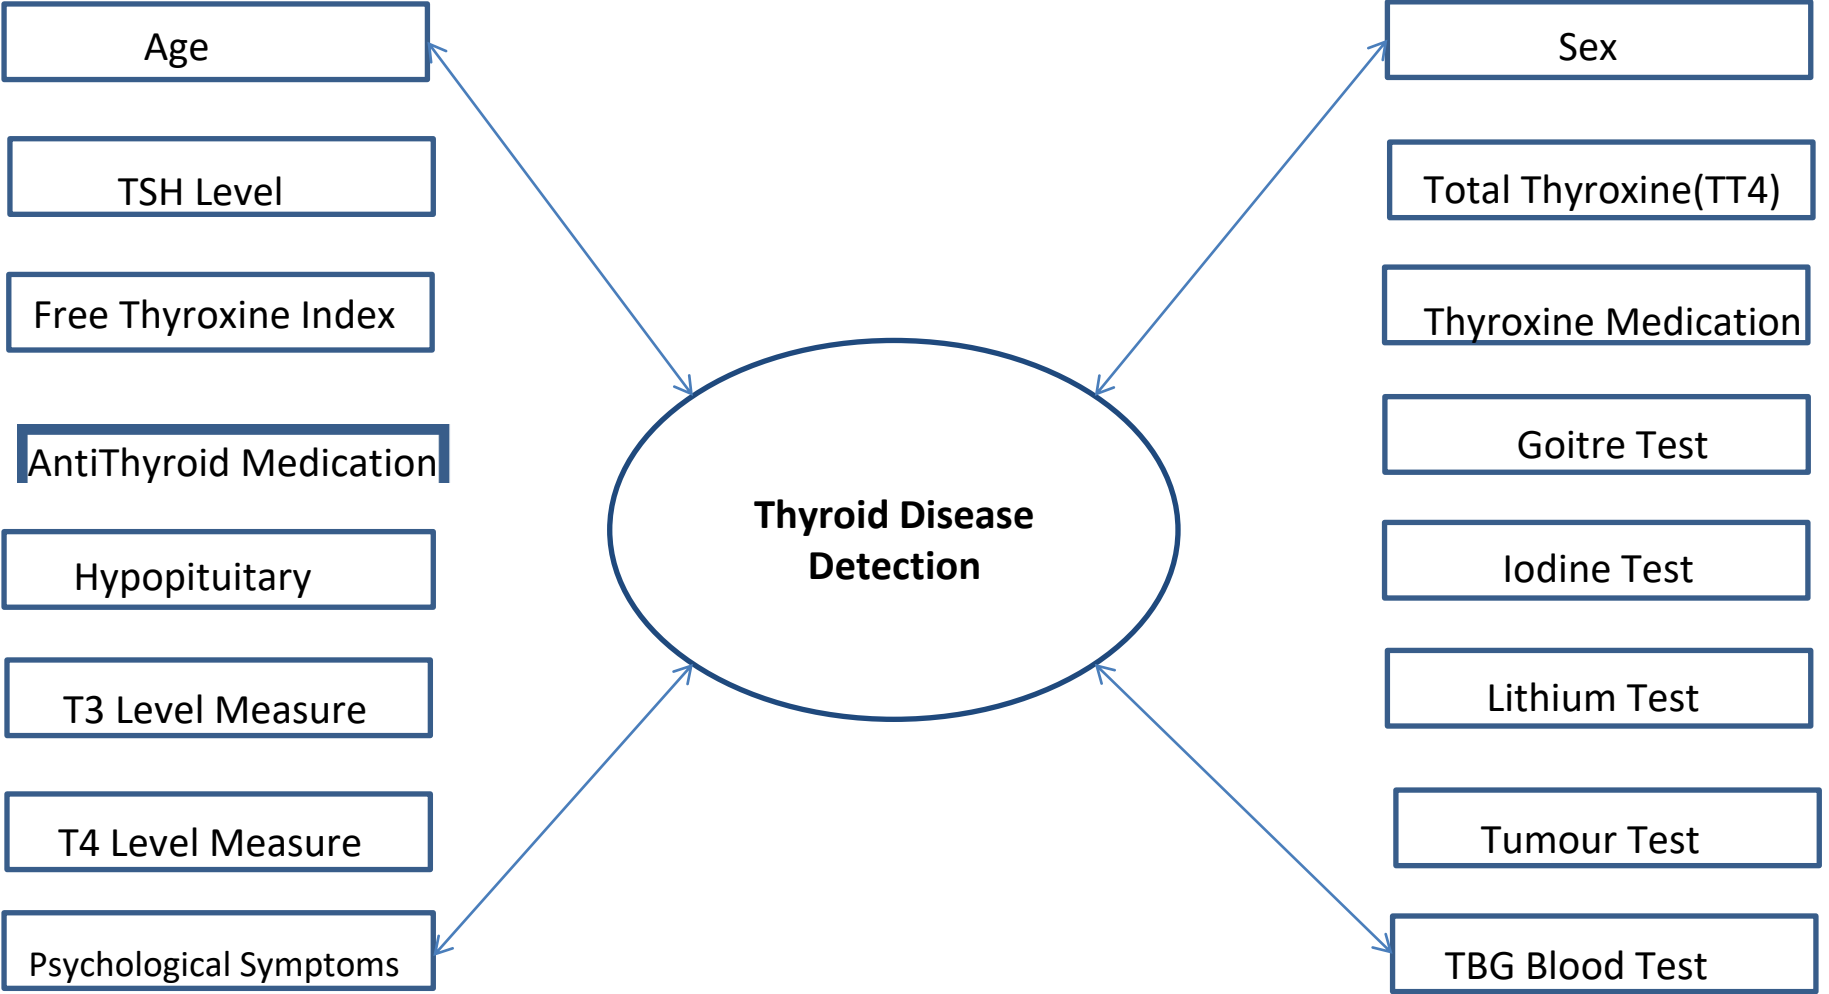 Age
TSH Level
Free Thyroxine Index
AntiThyroid Medication
Hypopituitary
T3 Level Measure
T4 Level Measure
Psychological Symptoms
Thyroid Disease
Detection
Sex
Total Thyroxine(TT4)
Thyroxine Medication
Goitre Test
Iodine Test
Lithium Test
Tumour Test
TBG Blood Test